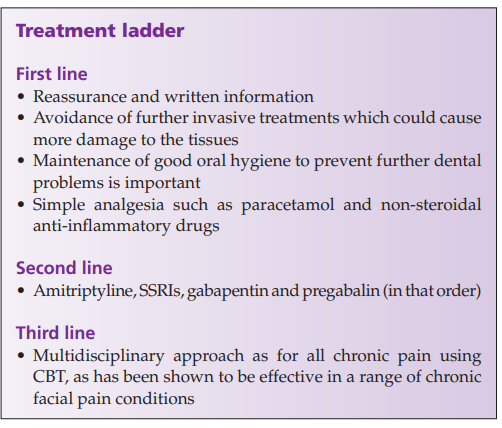 Treatment ladder
First line
• Reassurance and written information
• Avoidance of further invasive treatments which could cause
more damage to the tissues
• Maintenance of good oral hygiene to prevent further dental
problems is important
• Simple analgesia such as paracetamol and non-steroidal
anti-inflammatory drugs
Second line
• Amitriptyline, SSRIs, gabapentin and pregabalin (in that order)
Third line
• Multidisciplinary approach as for all chronic pain using
CBT, as has been shown to be effective in a range of chronic
facial pain conditions